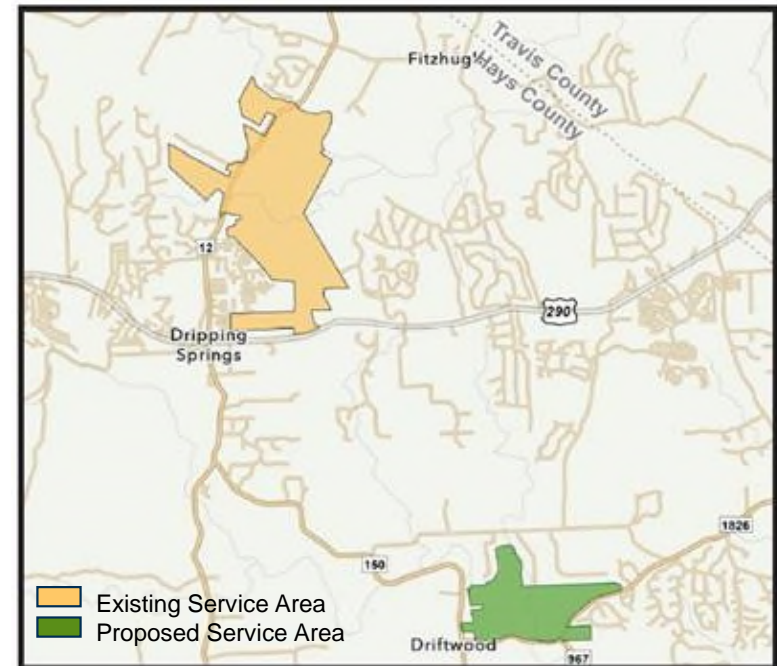 Travis County
Fitzhugh
Hays County
12
290
Dripping
Springs
1826
150
Existing Service Area
Proposed Service Area
Driftwood
967